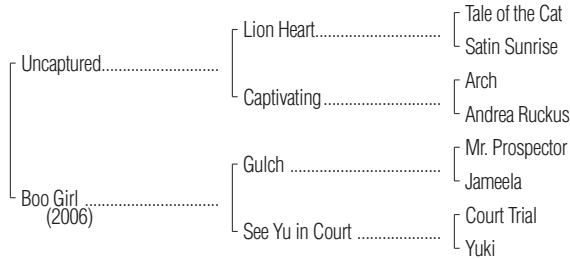 Tale of the Cat
Lion Heart
Satin Sunrise
Uncaptured
Arch
Captivating
Andrea Ruckus
Mr. Prospector
Gulch
Jameela
Boo Girl
(2006)
Court Trial
See Yu in Court
Yuki